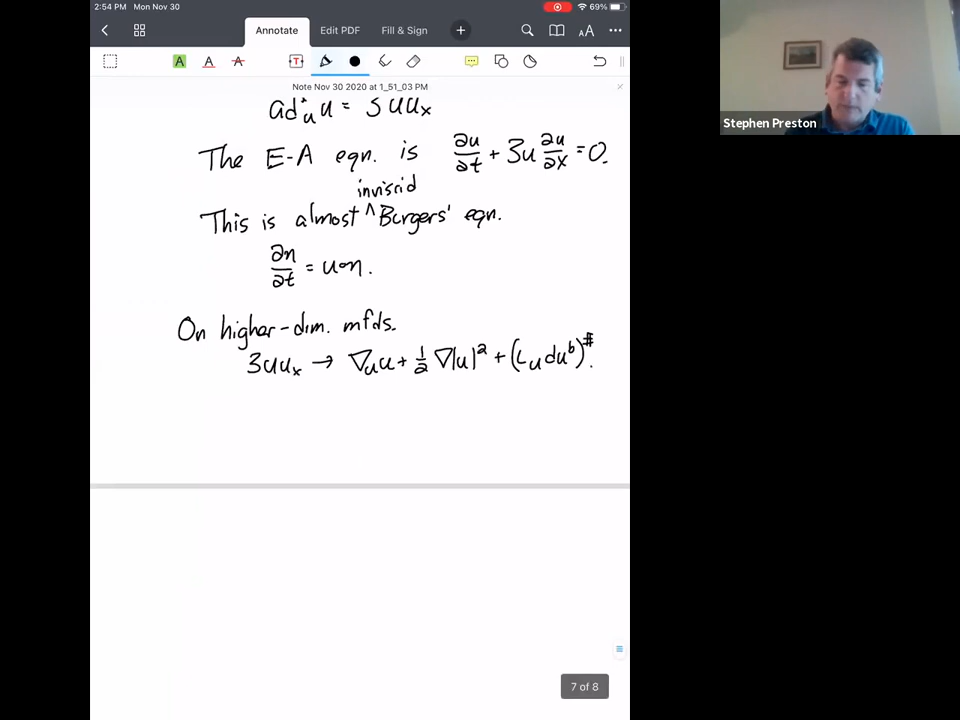 2:54 PM Mon Nov 30
69%
Annotate Edit PDF Fill & Sign
AA
A A A T
Note Nov 30 2020 at 1_51_03 PM
ad*ᵤu = 3uuₓ
The E-A eqn. is ∂u/∂t + 3u ∂u/∂x = 0.
inviscid
This is almost ^ Burgers' eqn.
∂η/∂t = u∘η.
On higher-dim. mfds.
3uuₓ → ∇ᵤu + ½ ∇|u|² + (ιᵤdu♭)♯.
7 of 8
Stephen Preston